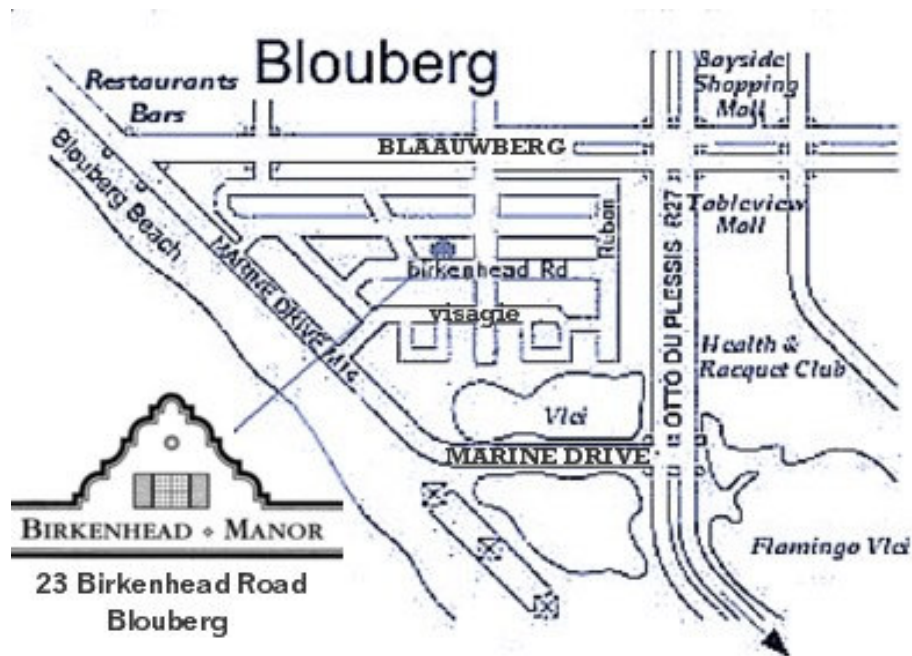 Blouberg
Restaurants
Bars
Bayside
Shopping
Mall
BLAAUWBERG
Blouberg Beach
MARINE DRIVE M14
Ruban
OTTO DU PLESSIS R27
Tableview
Mall
birkenhead Rd
visagie
Health &
Racquet Club
Vlei
MARINE DRIVE
BIRKENHEAD MANOR
Flamingo Vlei
23 Birkenhead Road
Blouberg